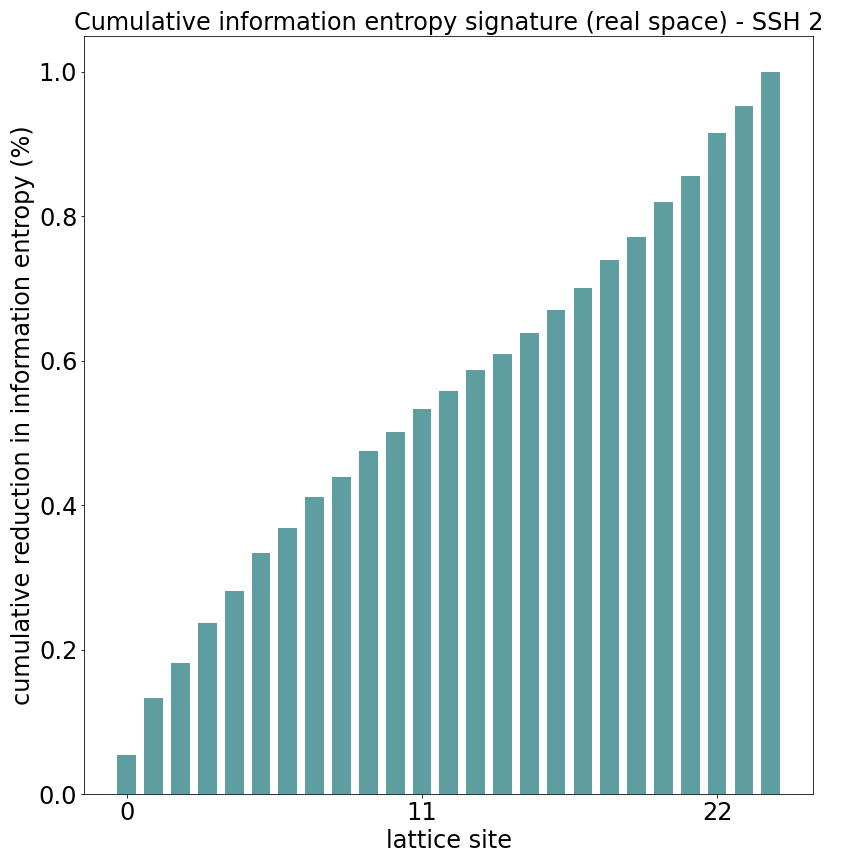 Cumulative information entropy signature (real space) - SSH 2
cumulative reduction in information entropy (%)
1.0
0.8
0.6
0.4
0.2
0.0
0 11 22
lattice site